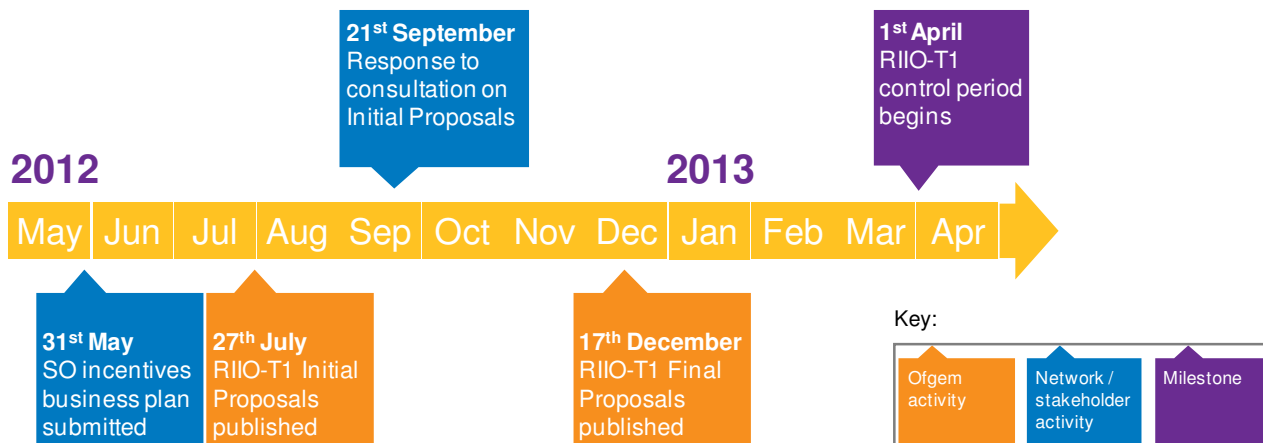 21st September
Response to
consultation on
Initial Proposals
1st April
RIIO-T1
control period
begins
2012
2013
May Jun Jul Aug Sep Oct Nov Dec Jan Feb Mar Apr
31st May
SO incentives
business plan
submitted
27th July
RIIO-T1 Initial
Proposals
published
17th December
RIIO-T1 Final
Proposals
published
Key:
Ofgem
activity
Network /
stakeholder
activity
Milestone